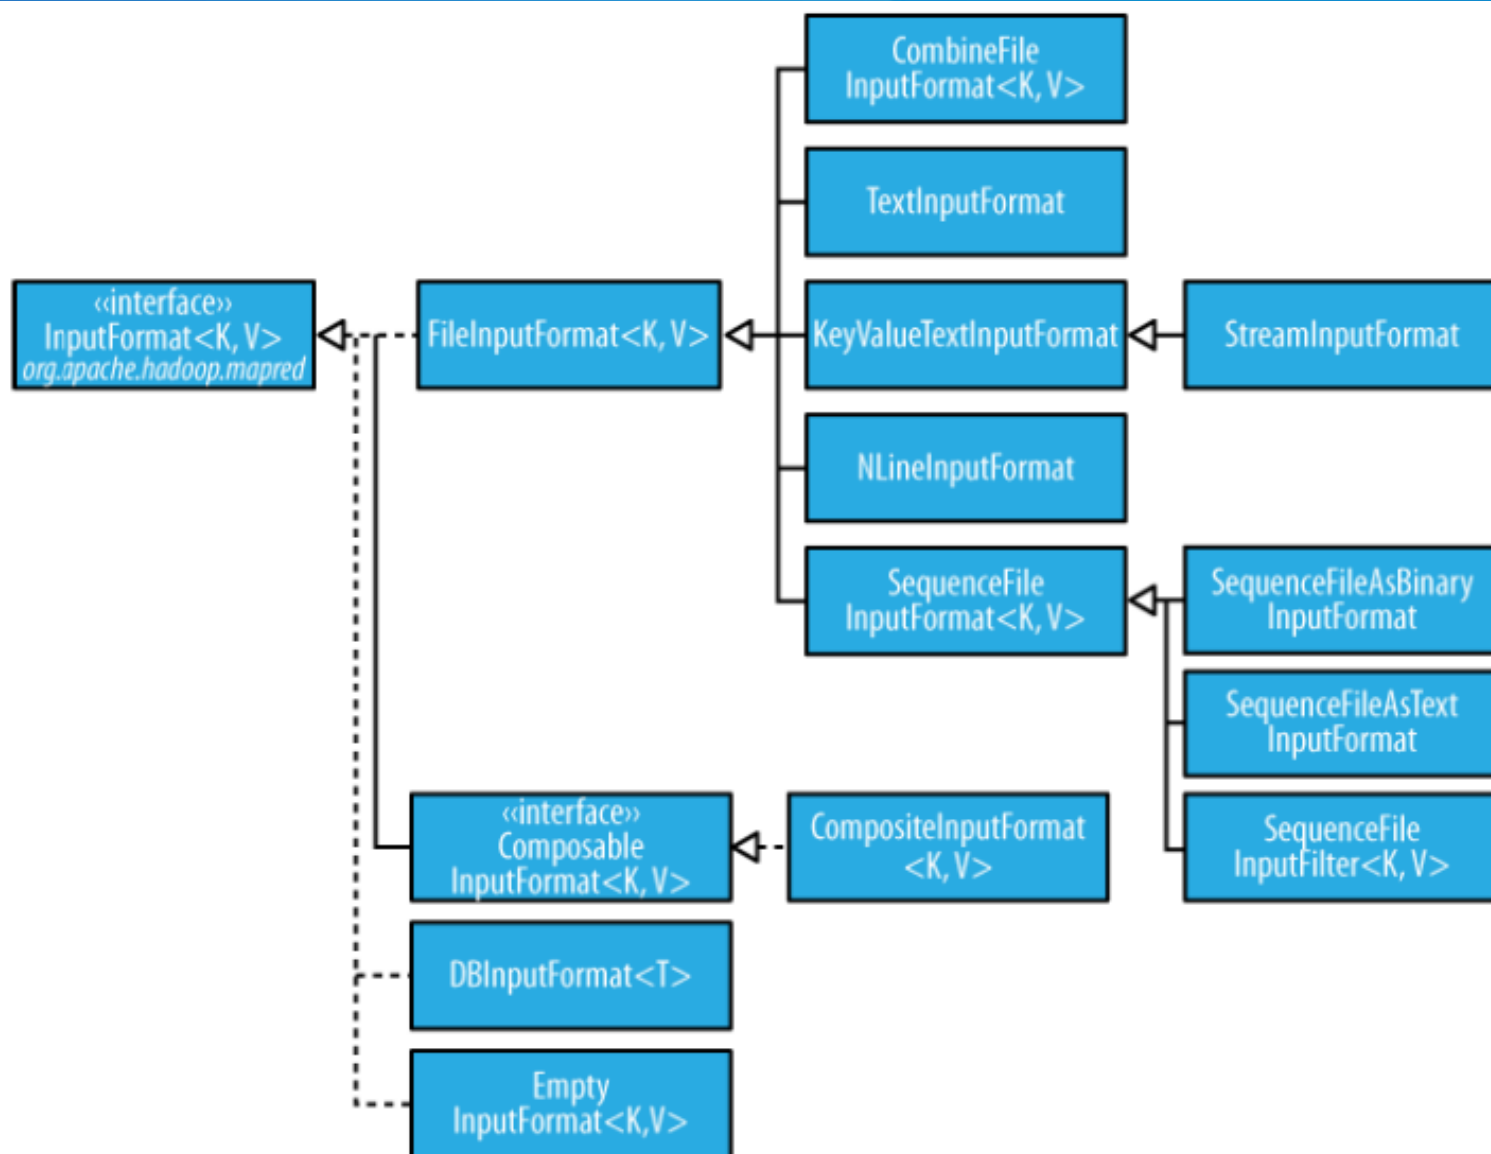 CombineFile
InputFormat<K, V>
TextInputFormat
‹‹interface››
InputFormat<K, V>
org.apache.hadoop.mapred
FileInputFormat<K, V>
KeyValueTextInputFormat
StreamInputFormat
NLineInputFormat
SequenceFile
InputFormat<K, V>
SequenceFileAsBinary
InputFormat
SequenceFileAsText
InputFormat
‹‹interface››
Composable
InputFormat<K, V>
CompositeInputFormat
<K, V>
SequenceFile
InputFilter<K, V>
DBInputFormat<T>
Empty
InputFormat<K,V>